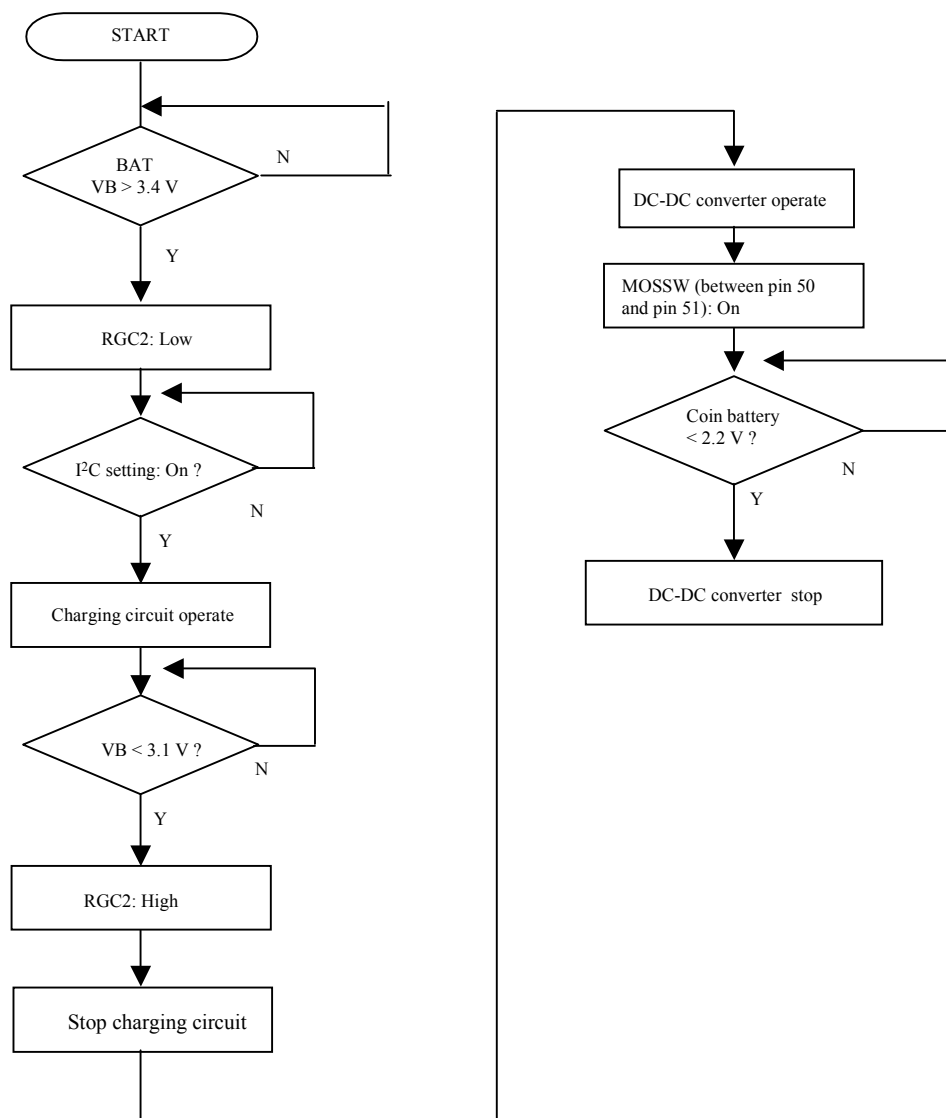 START
BAT
VB > 3.4 V
N
Y
RGC2: Low
I²C setting: On ?
N
Y
Charging circuit operate
VB < 3.1 V ?
N
Y
RGC2: High
Stop charging circuit
DC-DC converter operate
MOSSW (between pin 50
and pin 51): On
Coin battery
< 2.2 V ?
N
Y
DC-DC converter stop